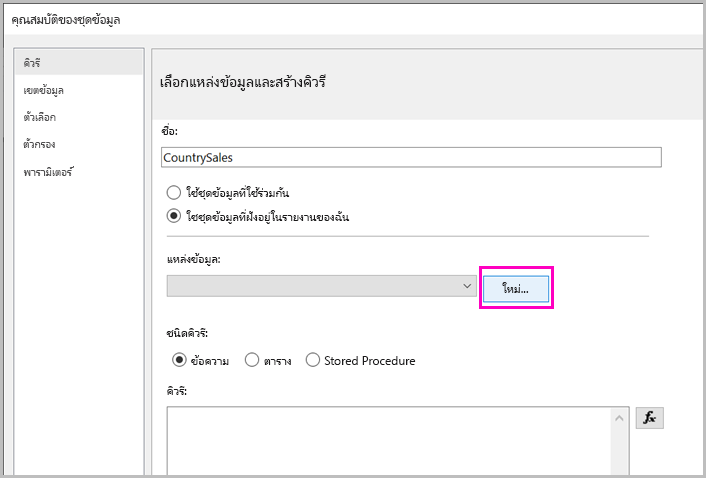 คุณสมบัติของชุดข้อมูล
คิวรี
เขตข้อมูล
ตัวเลือก
ตัวกรอง
พารามิเตอร์
เลือกแหล่งข้อมูลและสร้างคิวรี
ชื่อ:
CountrySales
ใช้ชุดข้อมูลที่ใช้ร่วมกัน
ใช้ชุดข้อมูลที่ฝังอยู่ในรายงานของฉัน
แหล่งข้อมูล:
ใหม่...
ชนิดคิวรี:
ข้อความ ตาราง Stored Procedure
คิวรี:
fx